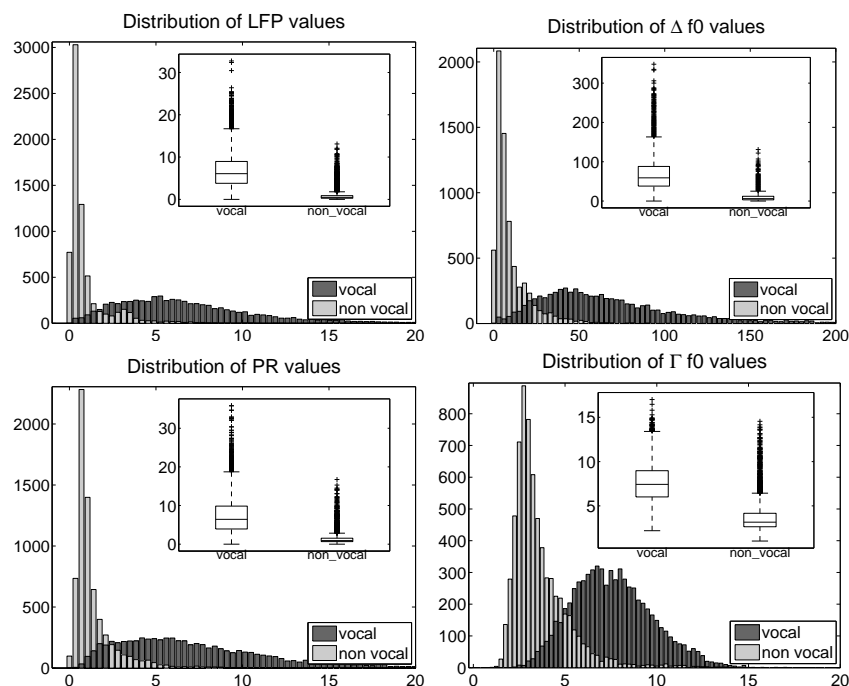 Distribution of LFP values
3000
2500
2000
1500
1000
500
0
0 5 10 15 20
30
20
10
0
vocal non_vocal
vocal
non vocal
Distribution of Δ f0 values
2000
1500
1000
500
0
0 50 100 150 200
300
200
100
0
vocal non_vocal
vocal
non vocal
Distribution of PR values
2000
1500
1000
500
0
0 5 10 15 20
30
20
10
0
vocal non_vocal
vocal
non vocal
Distribution of Γ f0 values
800
700
600
500
400
300
200
100
0
0 5 10 15 20
15
10
5
vocal non_vocal
vocal
non vocal